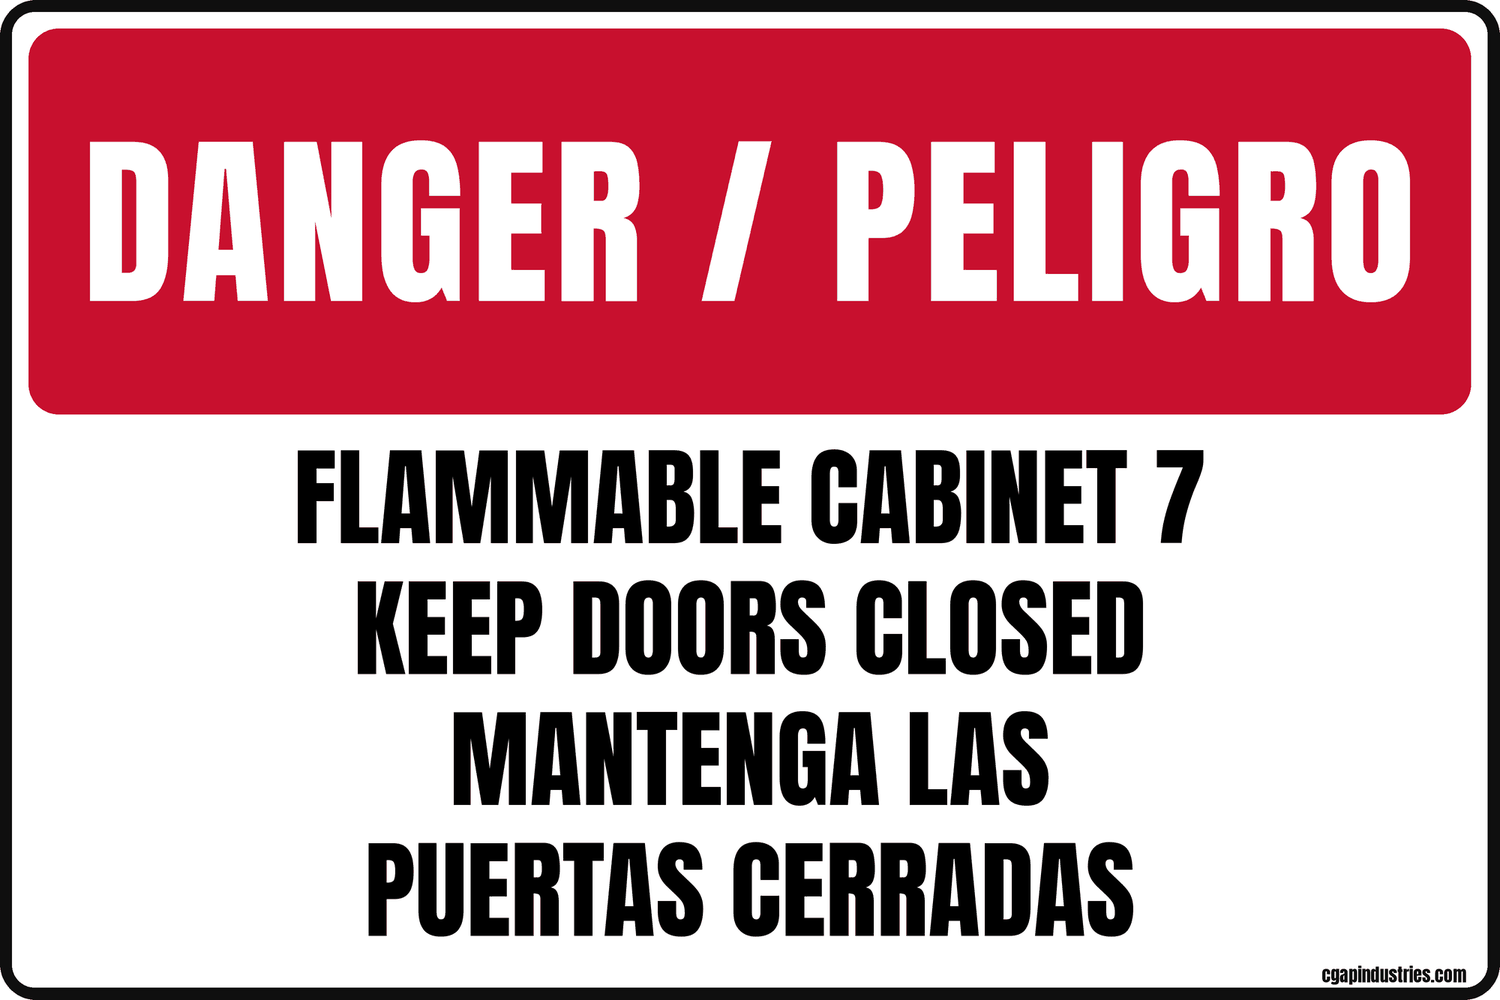 DANGER / PELIGRO
FLAMMABLE CABINET 7
KEEP DOORS CLOSED
MANTENGA LAS
PUERTAS CERRADAS
cgapindustries.com